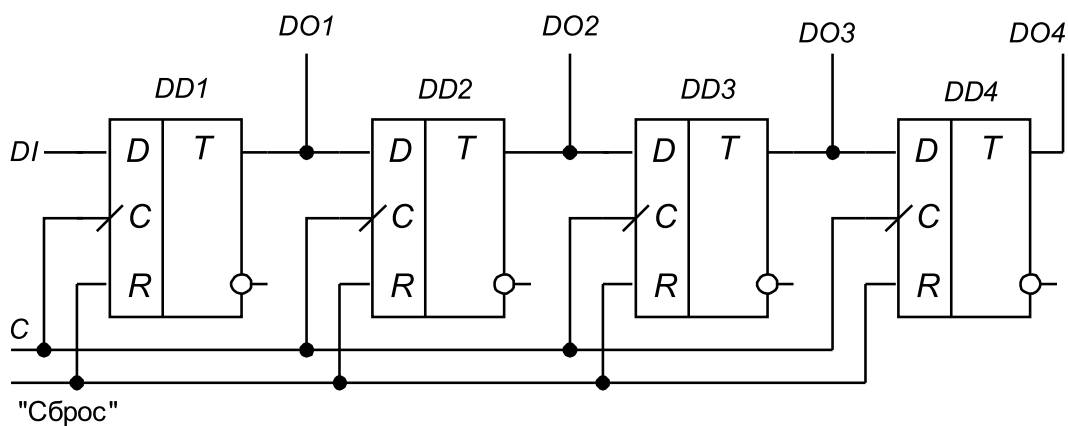 DO1 DO2 DO3 DO4
DD1 DD2 DD3 DD4
DI D T D T D T D T
C C C C
R R R R
C
"Сброс"